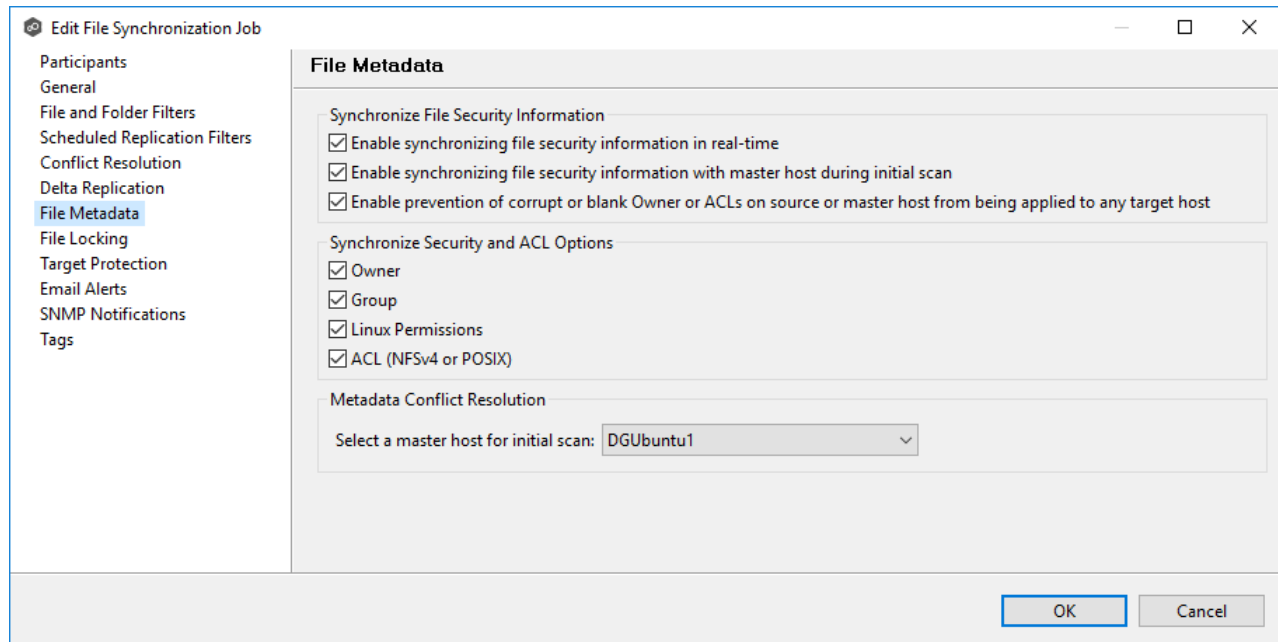 Edit File Synchronization Job
Participants
General
File and Folder Filters
Scheduled Replication Filters
Conflict Resolution
Delta Replication
File Metadata
File Locking
Target Protection
Email Alerts
SNMP Notifications
Tags
File Metadata
Synchronize File Security Information
Enable synchronizing file security information in real-time
Enable synchronizing file security information with master host during initial scan
Enable prevention of corrupt or blank Owner or ACLs on source or master host from being applied to any target host
Synchronize Security and ACL Options
Owner
Group
Linux Permissions
ACL (NFSv4 or POSIX)
Metadata Conflict Resolution
Select a master host for initial scan: DGUbuntu1
OK Cancel